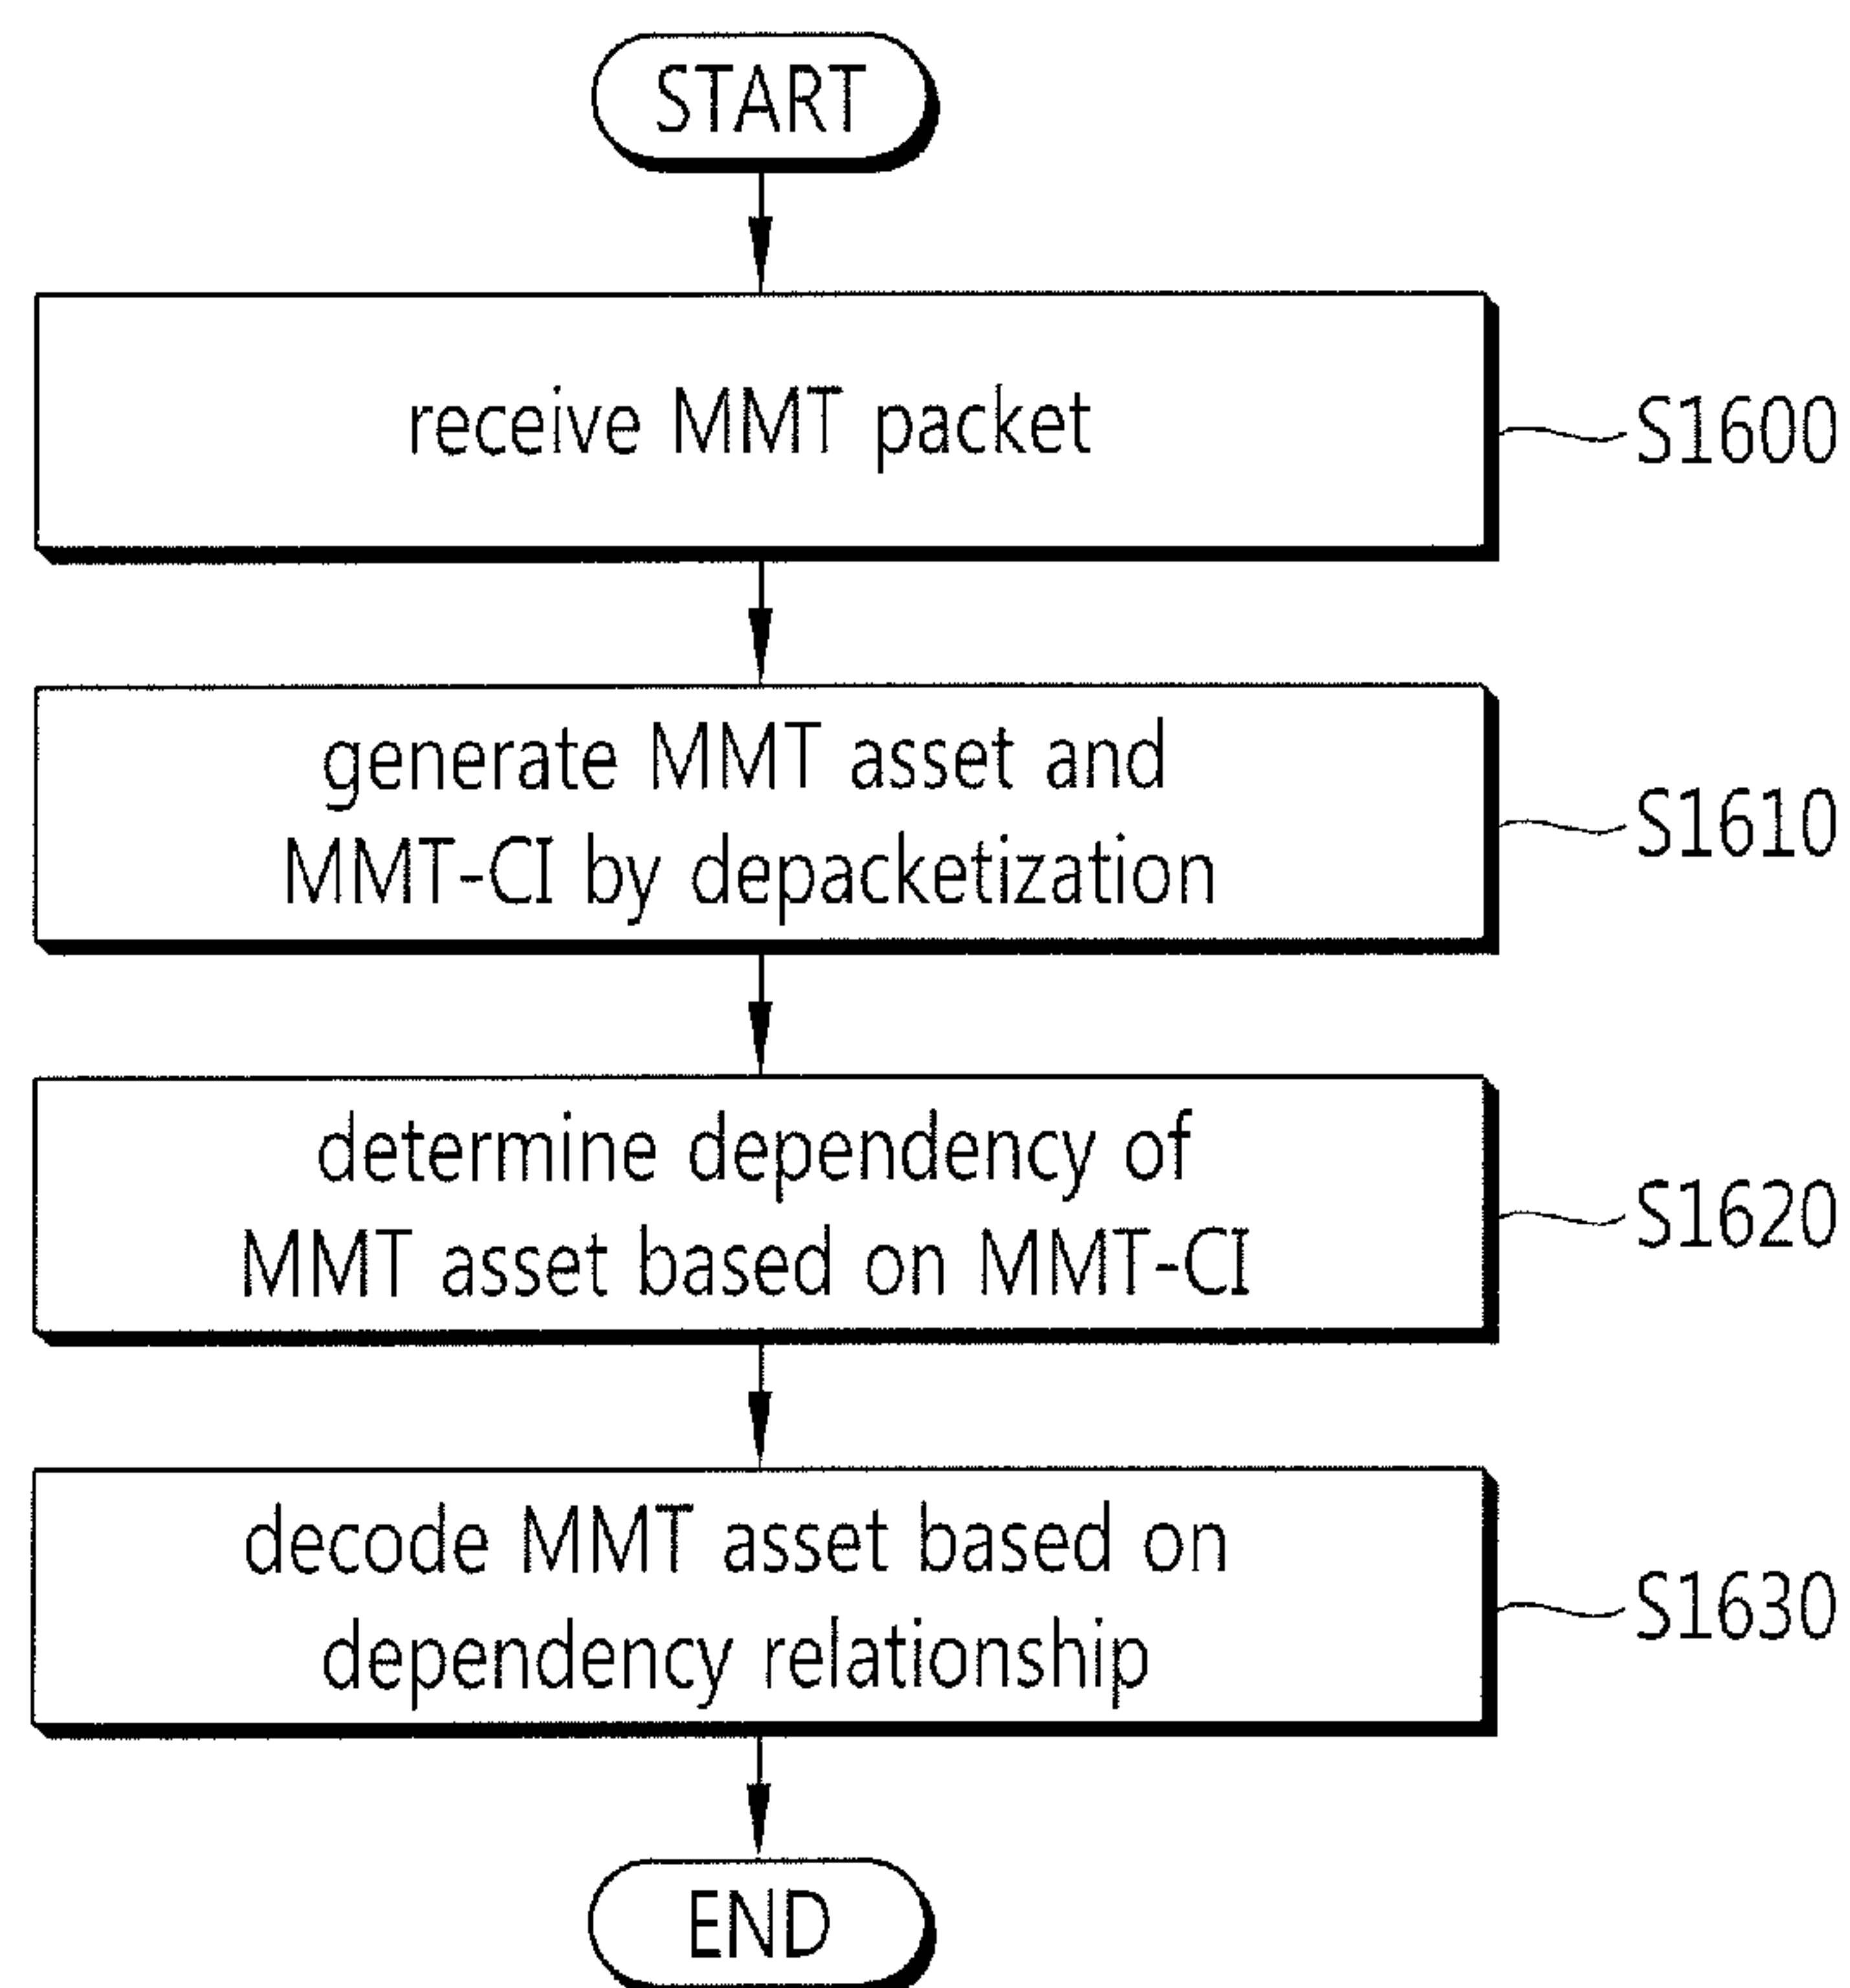 START
receive MMT packet
S1600
generate MMT asset and
MMT-CI by depacketization
S1610
determine dependency of
MMT asset based on MMT-CI
S1620
decode MMT asset based on
dependency relationship
S1630
END